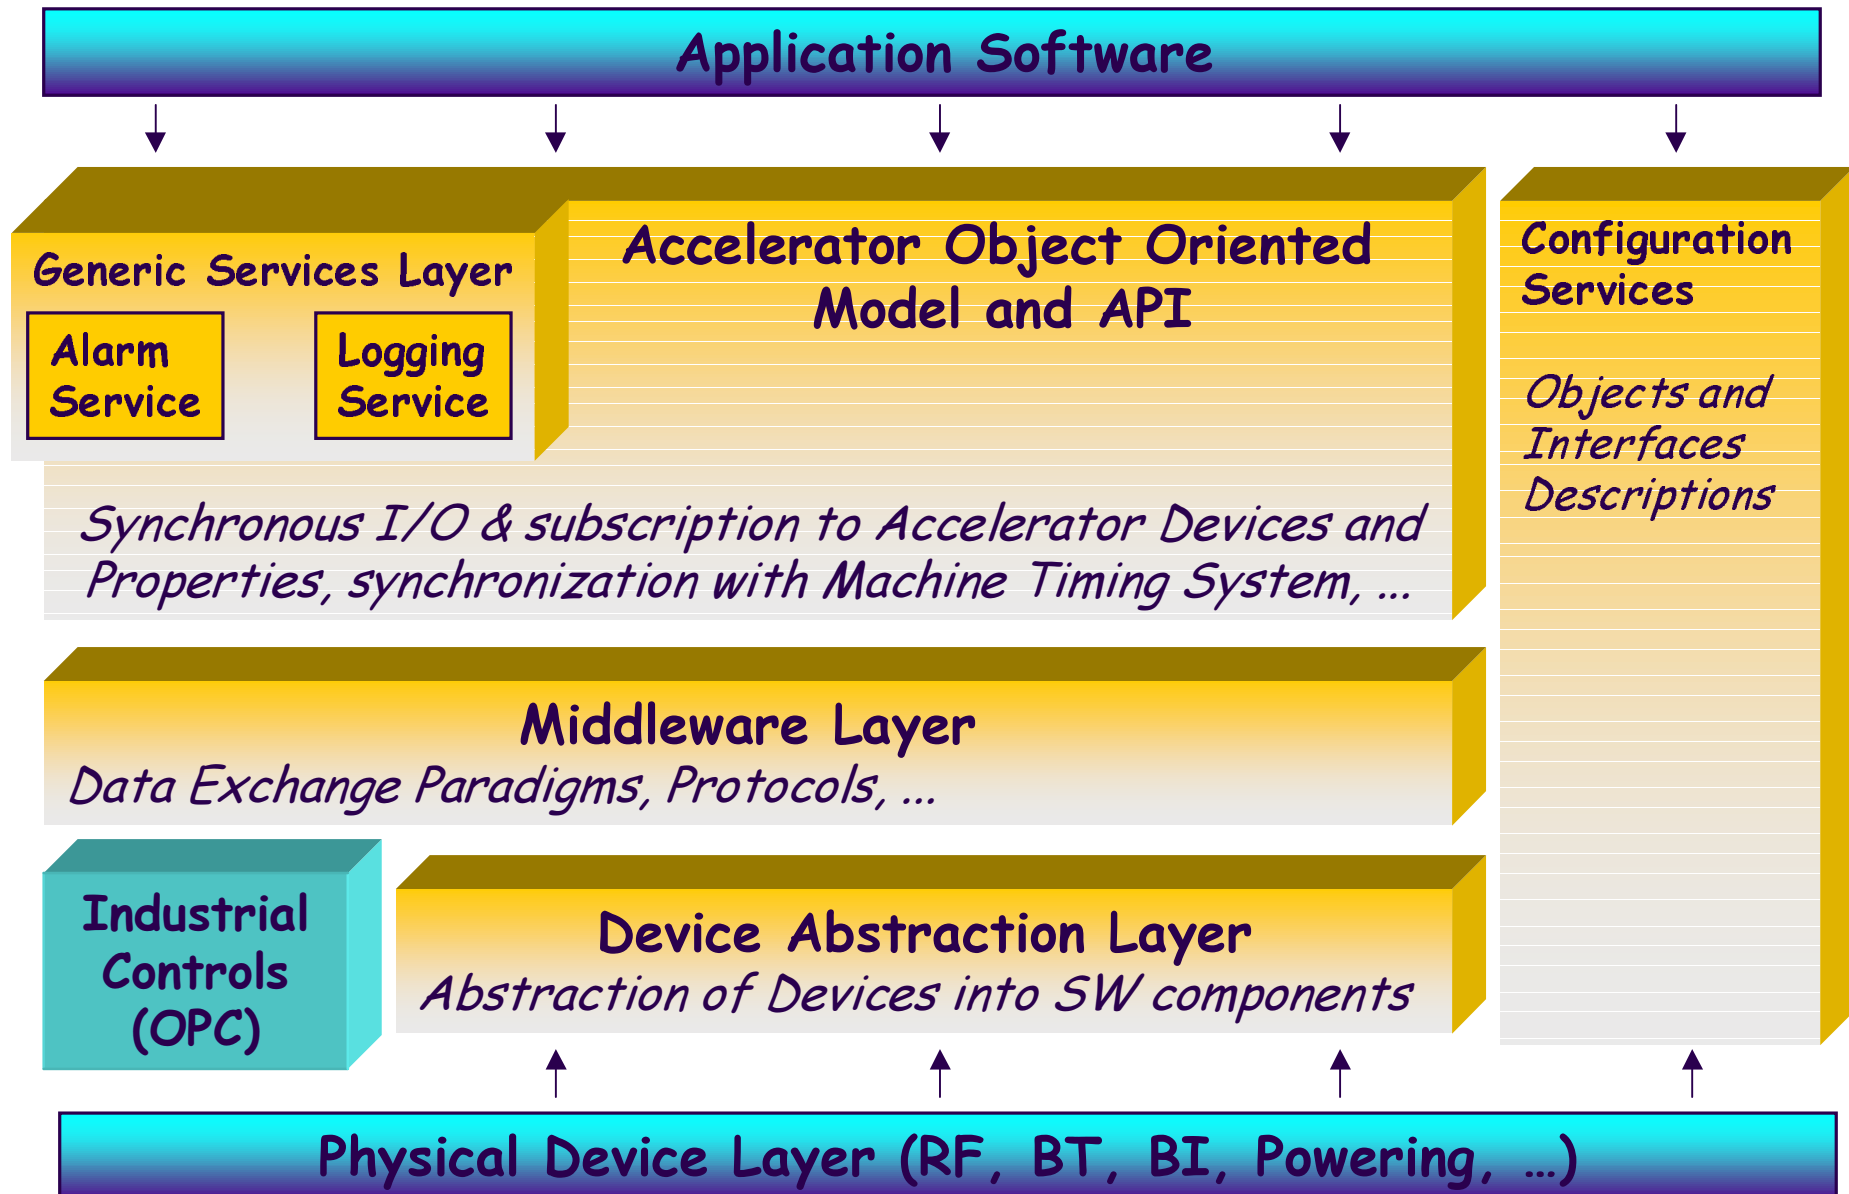 Application Software
Generic Services Layer
Alarm
Service
Logging
Service
Accelerator Object Oriented
Model and API
Synchronous I/O & subscription to Accelerator Devices and
Properties, synchronization with Machine Timing System, ...
Configuration
Services
Objects and
Interfaces
Descriptions
Middleware Layer
Data Exchange Paradigms, Protocols, ...
Industrial
Controls
(OPC)
Device Abstraction Layer
Abstraction of Devices into SW components
Physical Device Layer (RF, BT, BI, Powering, …)